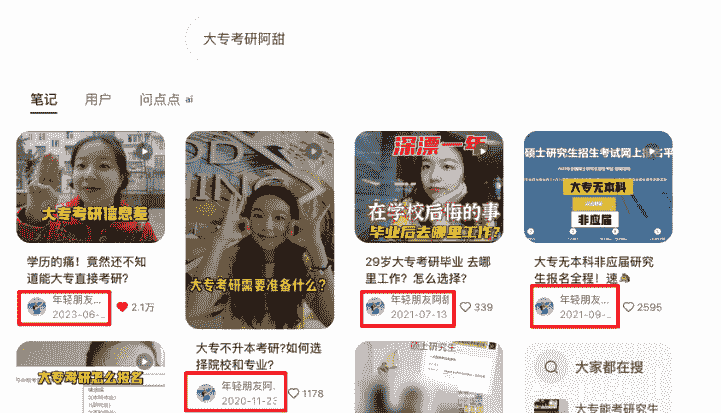 大专考研阿甜
笔记
用户
问点点 ai
大专考研信息差
学历的痛！竟然还不知
道能大专直接考研？
年轻朋友...
2023-06-...
2.1万
大专考研需要准备什么？
大专不升本考研?如何选
择院校和专业?
年轻朋友阿...
2020-11-23
1178
深漂一年
在学校后悔的事
毕业后去哪里工作？
29岁大专考研毕业 去哪
里工作？怎么选择？
年轻朋友阿甜
2021-07-13
339
硕士研究生招生考试网上报名平
大专无本科
非应届
大专无本科非应届研究
生报名全程！速
年轻朋友...
2021-09-...
2595
大专考研怎么报名
士研究生
大家都在搜
大专能考研究生